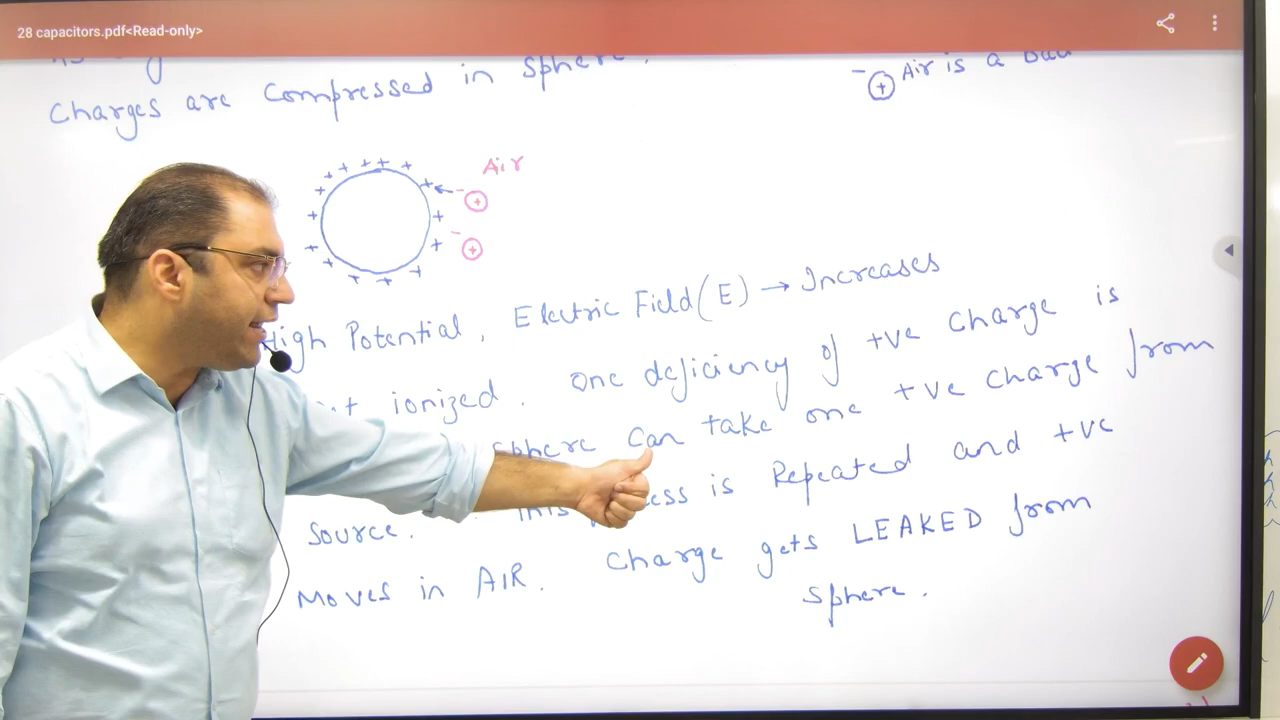 28 capacitors.pdf<Read-only>
Charges are compressed in sphere.
Air is a
Air
High Potential, Electric Field (E) → Increases
ionized. One deficiency of +ve charge is
sphere can take one +ve charge from
Source. This process is Repeated and +ve
Charge gets LEAKED from
Moves in AIR.
sphere.